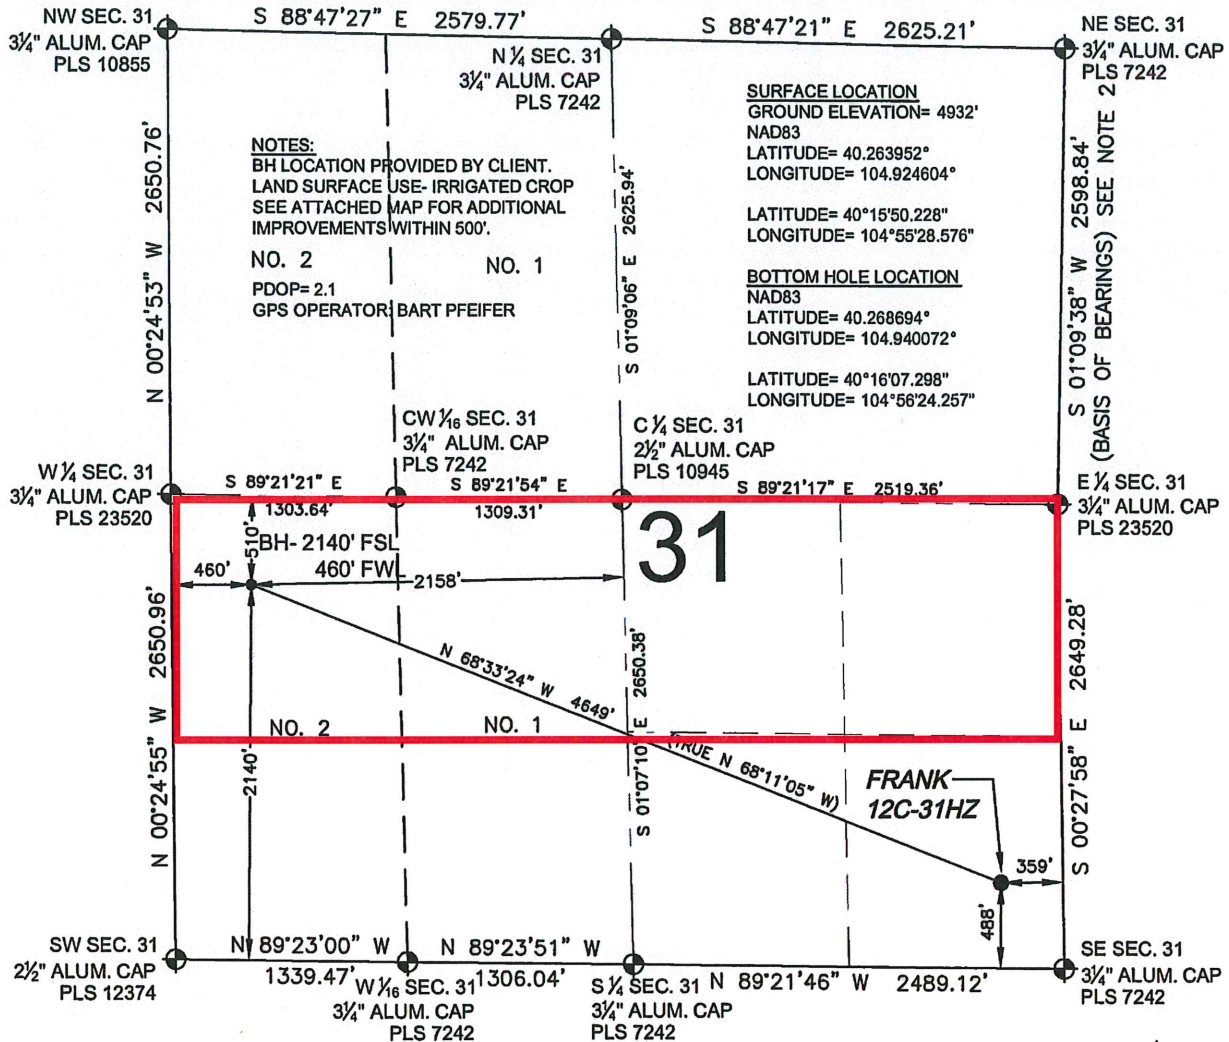 NW SEC. 31
3¼" ALUM. CAP
PLS 10855
S 88°47'27" E 2579.77'
N ¼ SEC. 31
3¼" ALUM. CAP
PLS 7242
S 88°47'21" E 2625.21'
NE SEC. 31
3¼" ALUM. CAP
PLS 7242
N 00°24'53" W 2650.76'
NOTES:
BH LOCATION PROVIDED BY CLIENT.
LAND SURFACE USE- IRRIGATED CROP
SEE ATTACHED MAP FOR ADDITIONAL
IMPROVEMENTS WITHIN 500'.
NO. 2
NO. 1
PDOP= 2.1
GPS OPERATOR: BART PFEIFER
S 01°09'06" E 2625.94'
SURFACE LOCATION
GROUND ELEVATION= 4932'
NAD83
LATITUDE= 40.263952°
LONGITUDE= 104.924604°
LATITUDE= 40°15'50.228"
LONGITUDE= 104°55'28.576"
BOTTOM HOLE LOCATION
NAD83
LATITUDE= 40.268694°
LONGITUDE= 104.940072°
LATITUDE= 40°16'07.298"
LONGITUDE= 104°56'24.257"
S 01°09'38" W 2598.84'
(BASIS OF BEARINGS) SEE NOTE 2
W ¼ SEC. 31
3¼" ALUM. CAP
PLS 23520
CW ⅟16 SEC. 31
3¼" ALUM. CAP
PLS 7242
C ¼ SEC. 31
2½" ALUM. CAP
PLS 10945
E ¼ SEC. 31
3¼" ALUM. CAP
PLS 23520
S 89°21'21" E
1303.64'
S 89°21'54" E
1309.31'
S 89°21'17" E 2519.36'
31
510'
BH- 2140' FSL
460' FWL
460'
2158'
N 00°24'55" W 2650.96'
N 68°33'24" W 4649'
(TRUE N 68°11'05" W)
S 01°07'10" E 2650.38'
S 00°27'58" E 2649.28'
NO. 2
NO. 1
2140'
FRANK
12C-31HZ
359'
488'
SW SEC. 31
2½" ALUM. CAP
PLS 12374
N 89°23'00" W
1339.47'
W ⅟16 SEC. 31
3¼" ALUM. CAP
PLS 7242
N 89°23'51" W
1306.04'
S ¼ SEC. 31
3¼" ALUM. CAP
PLS 7242
N 89°21'46" W 2489.12'
SE SEC. 31
3¼" ALUM. CAP
PLS 7242